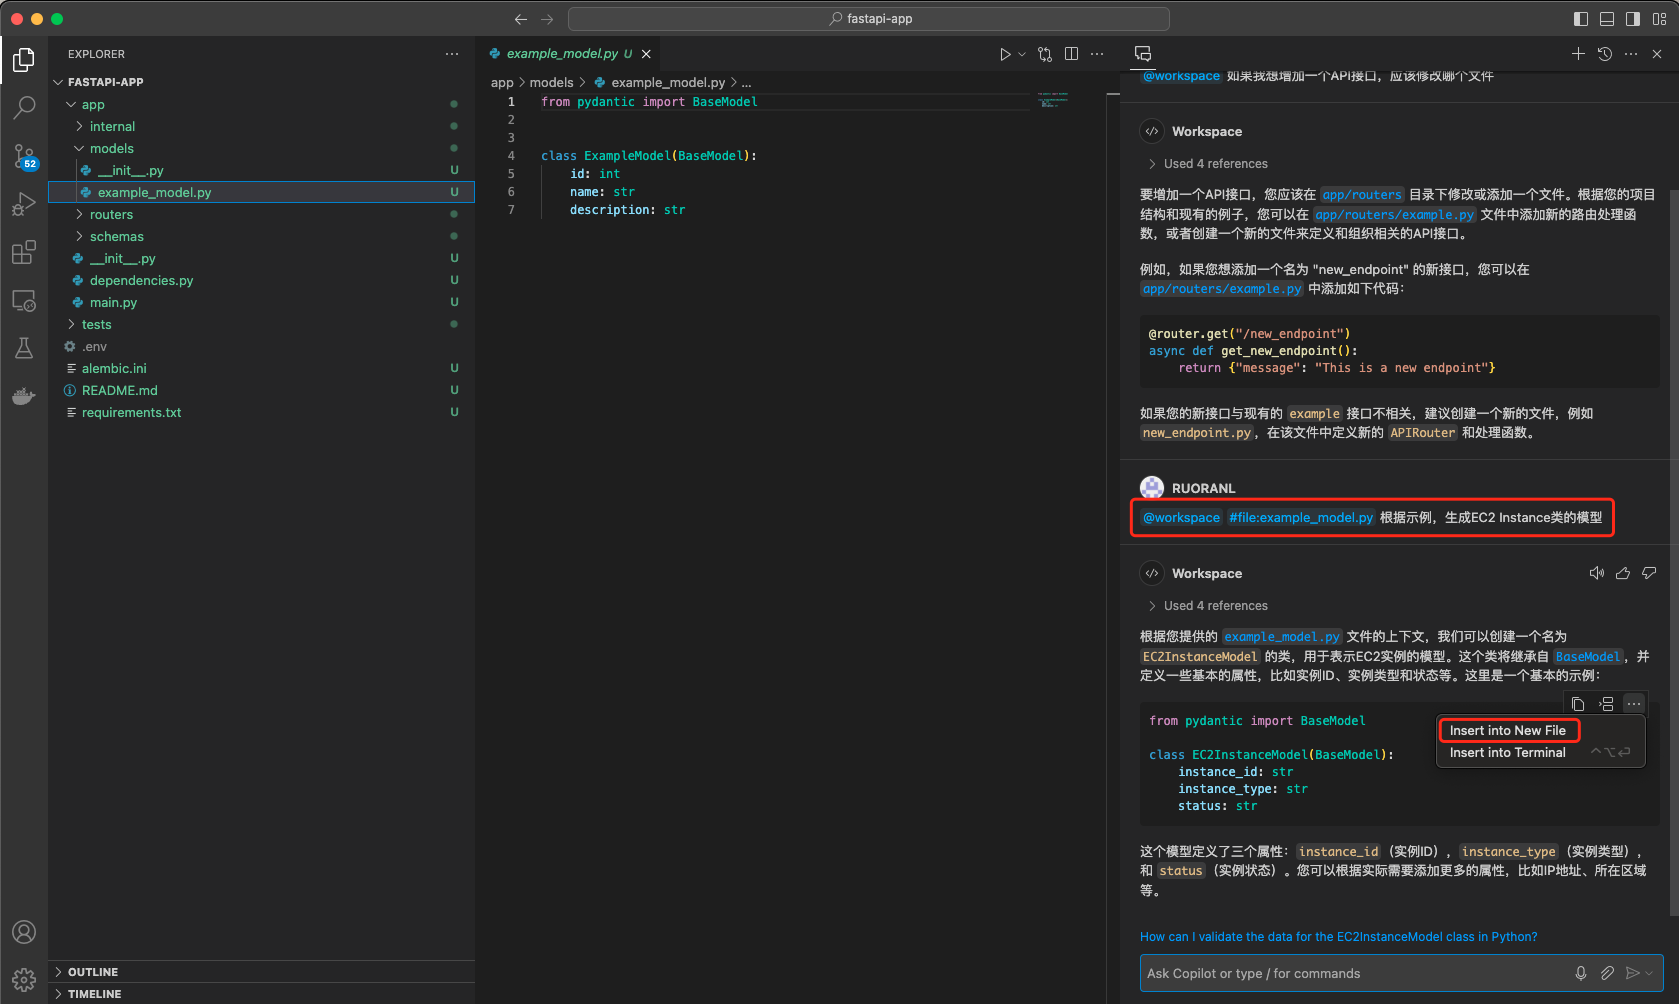 fastapi-app
EXPLORER
FASTAPI-APP
app
internal
models
__init__.py U
example_model.py U
routers
schemas
__init__.py U
dependencies.py U
main.py U
tests
.env
alembic.ini U
README.md U
requirements.txt U
52
OUTLINE
TIMELINE
example_model.py U
app > models > example_model.py > ...
1 from pydantic import BaseModel
2
3
4 class ExampleModel(BaseModel):
5 id: int
6 name: str
7 description: str
@workspace 如果我想增加一个API接口，应该修改哪个文件
Workspace
Used 4 references
要增加一个API接口，您应该在 app/routers 目录下修改或添加一个文件。根据您的项目
结构和现有的例子，您可以在 app/routers/example.py 文件中添加新的路由处理函
数，或者创建一个新的文件来定义和组织相关的API接口。
例如，如果您想添加一个名为 "new_endpoint" 的新接口，您可以在
app/routers/example.py 中添加如下代码：
@router.get("/new_endpoint")
async def get_new_endpoint():
return {"message": "This is a new endpoint"}
如果您的新接口与现有的 example 接口不相关，建议创建一个新的文件，例如
new_endpoint.py，在该文件中定义新的 APIRouter 和处理函数。
RUORANL
@workspace #file:example_model.py 根据示例，生成EC2 Instance类的模型
Workspace
Used 4 references
根据您提供的 example_model.py 文件的上下文，我们可以创建一个名为
EC2InstanceModel 的类，用于表示EC2实例的模型。这个类将继承自 BaseModel，并
定义一些基本的属性，比如实例ID、实例类型和状态等。这里是一个基本的示例：
from pydantic import BaseModel
class EC2InstanceModel(BaseModel):
instance_id: str
instance_type: str
status: str
Insert into New File
Insert into Terminal ^⌥⏎
这个模型定义了三个属性：instance_id（实例ID），instance_type（实例类型），
和 status（实例状态）。您可以根据实际需要添加更多的属性，比如IP地址、所在区域
等。
How can I validate the data for the EC2InstanceModel class in Python?
Ask Copilot or type / for commands